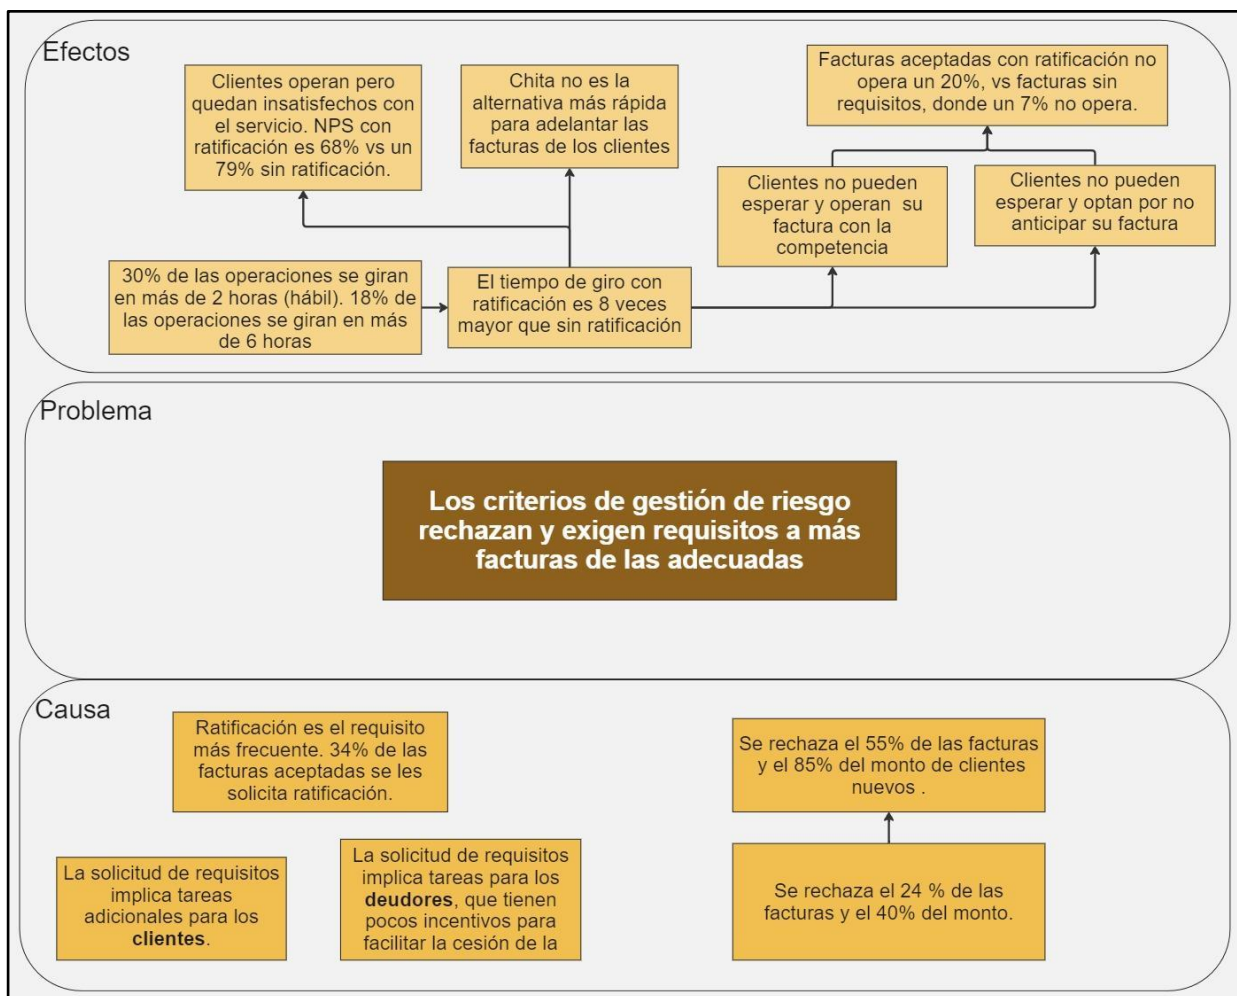 Efectos
Clientes operan pero
quedan insatisfechos con
el servicio. NPS con
ratificación es 68% vs un
79% sin ratificación.
Chita no es la
alternativa más rápida
para adelantar las
facturas de los clientes
Facturas aceptadas con ratificación no
opera un 20%, vs facturas sin
requisitos, donde un 7% no opera.
Clientes no pueden
esperar y operan su
factura con la
competencia
Clientes no pueden
esperar y optan por no
anticipar su factura
30% de las operaciones se giran
en más de 2 horas (hábil). 18% de
las operaciones se giran en más
de 6 horas
El tiempo de giro con
ratificación es 8 veces
mayor que sin ratificación
Problema
Los criterios de gestión de riesgo
rechazan y exigen requisitos a más
facturas de las adecuadas
Causa
Ratificación es el requisito
más frecuente. 34% de las
facturas aceptadas se les
solicita ratificación.
Se rechaza el 55% de las facturas
y el 85% del monto de clientes
nuevos .
La solicitud de requisitos
implica tareas
adicionales para los
clientes.
La solicitud de requisitos
implica tareas para los
deudores, que tienen
pocos incentivos para
facilitar la cesión de la
Se rechaza el 24 % de las
facturas y el 40% del monto.